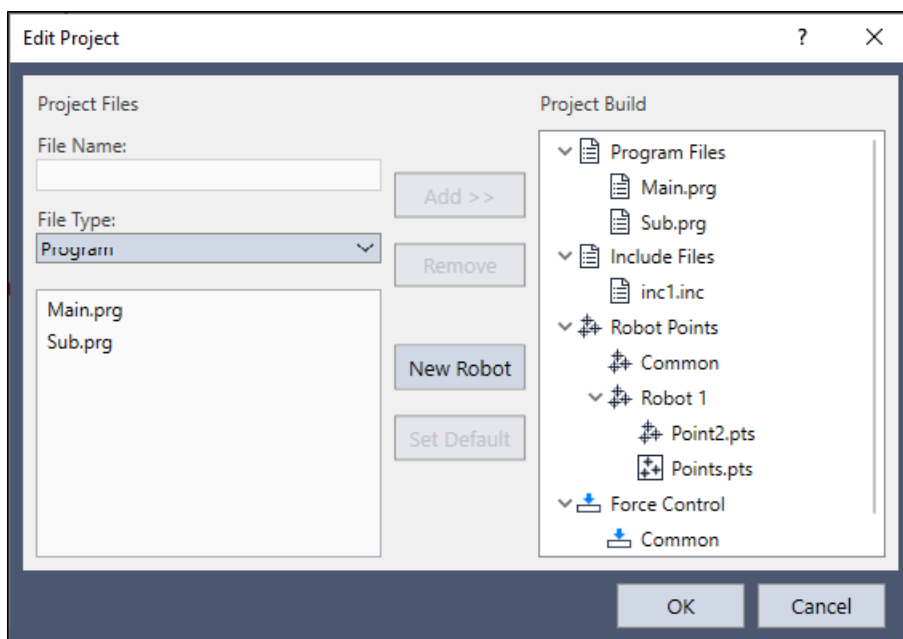 Edit Project
?
Project Files
File Name:
File Type:
Program
Main.prg
Sub.prg
Add >>
Remove
New Robot
Set Default
Project Build
Program Files
Main.prg
Sub.prg
Include Files
inc1.inc
Robot Points
Common
Robot 1
Point2.pts
Points.pts
Force Control
Common
OK
Cancel